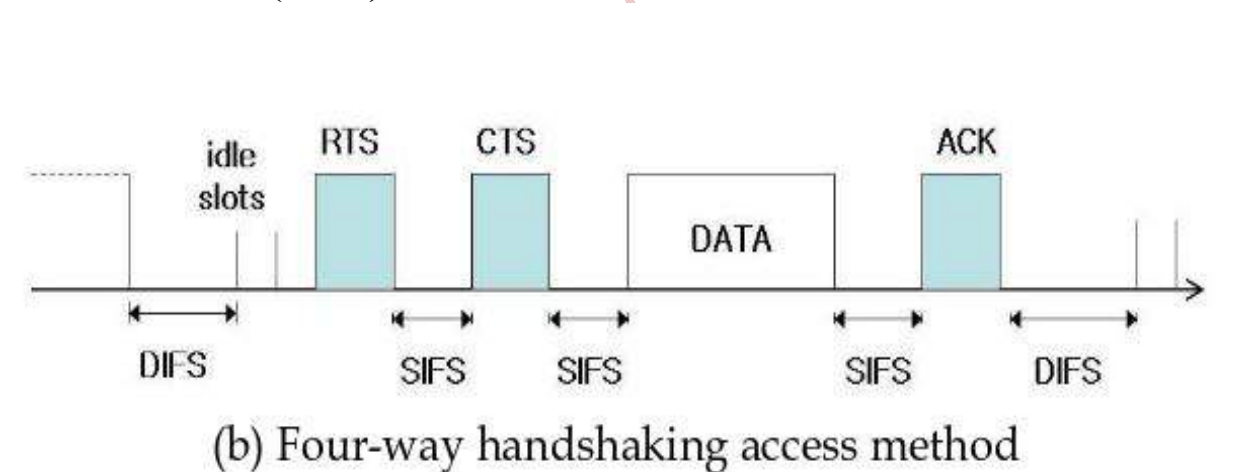 idle
slots
RTS
CTS
DATA
ACK
DIFS
SIFS
SIFS
SIFS
DIFS
(b) Four-way handshaking access method